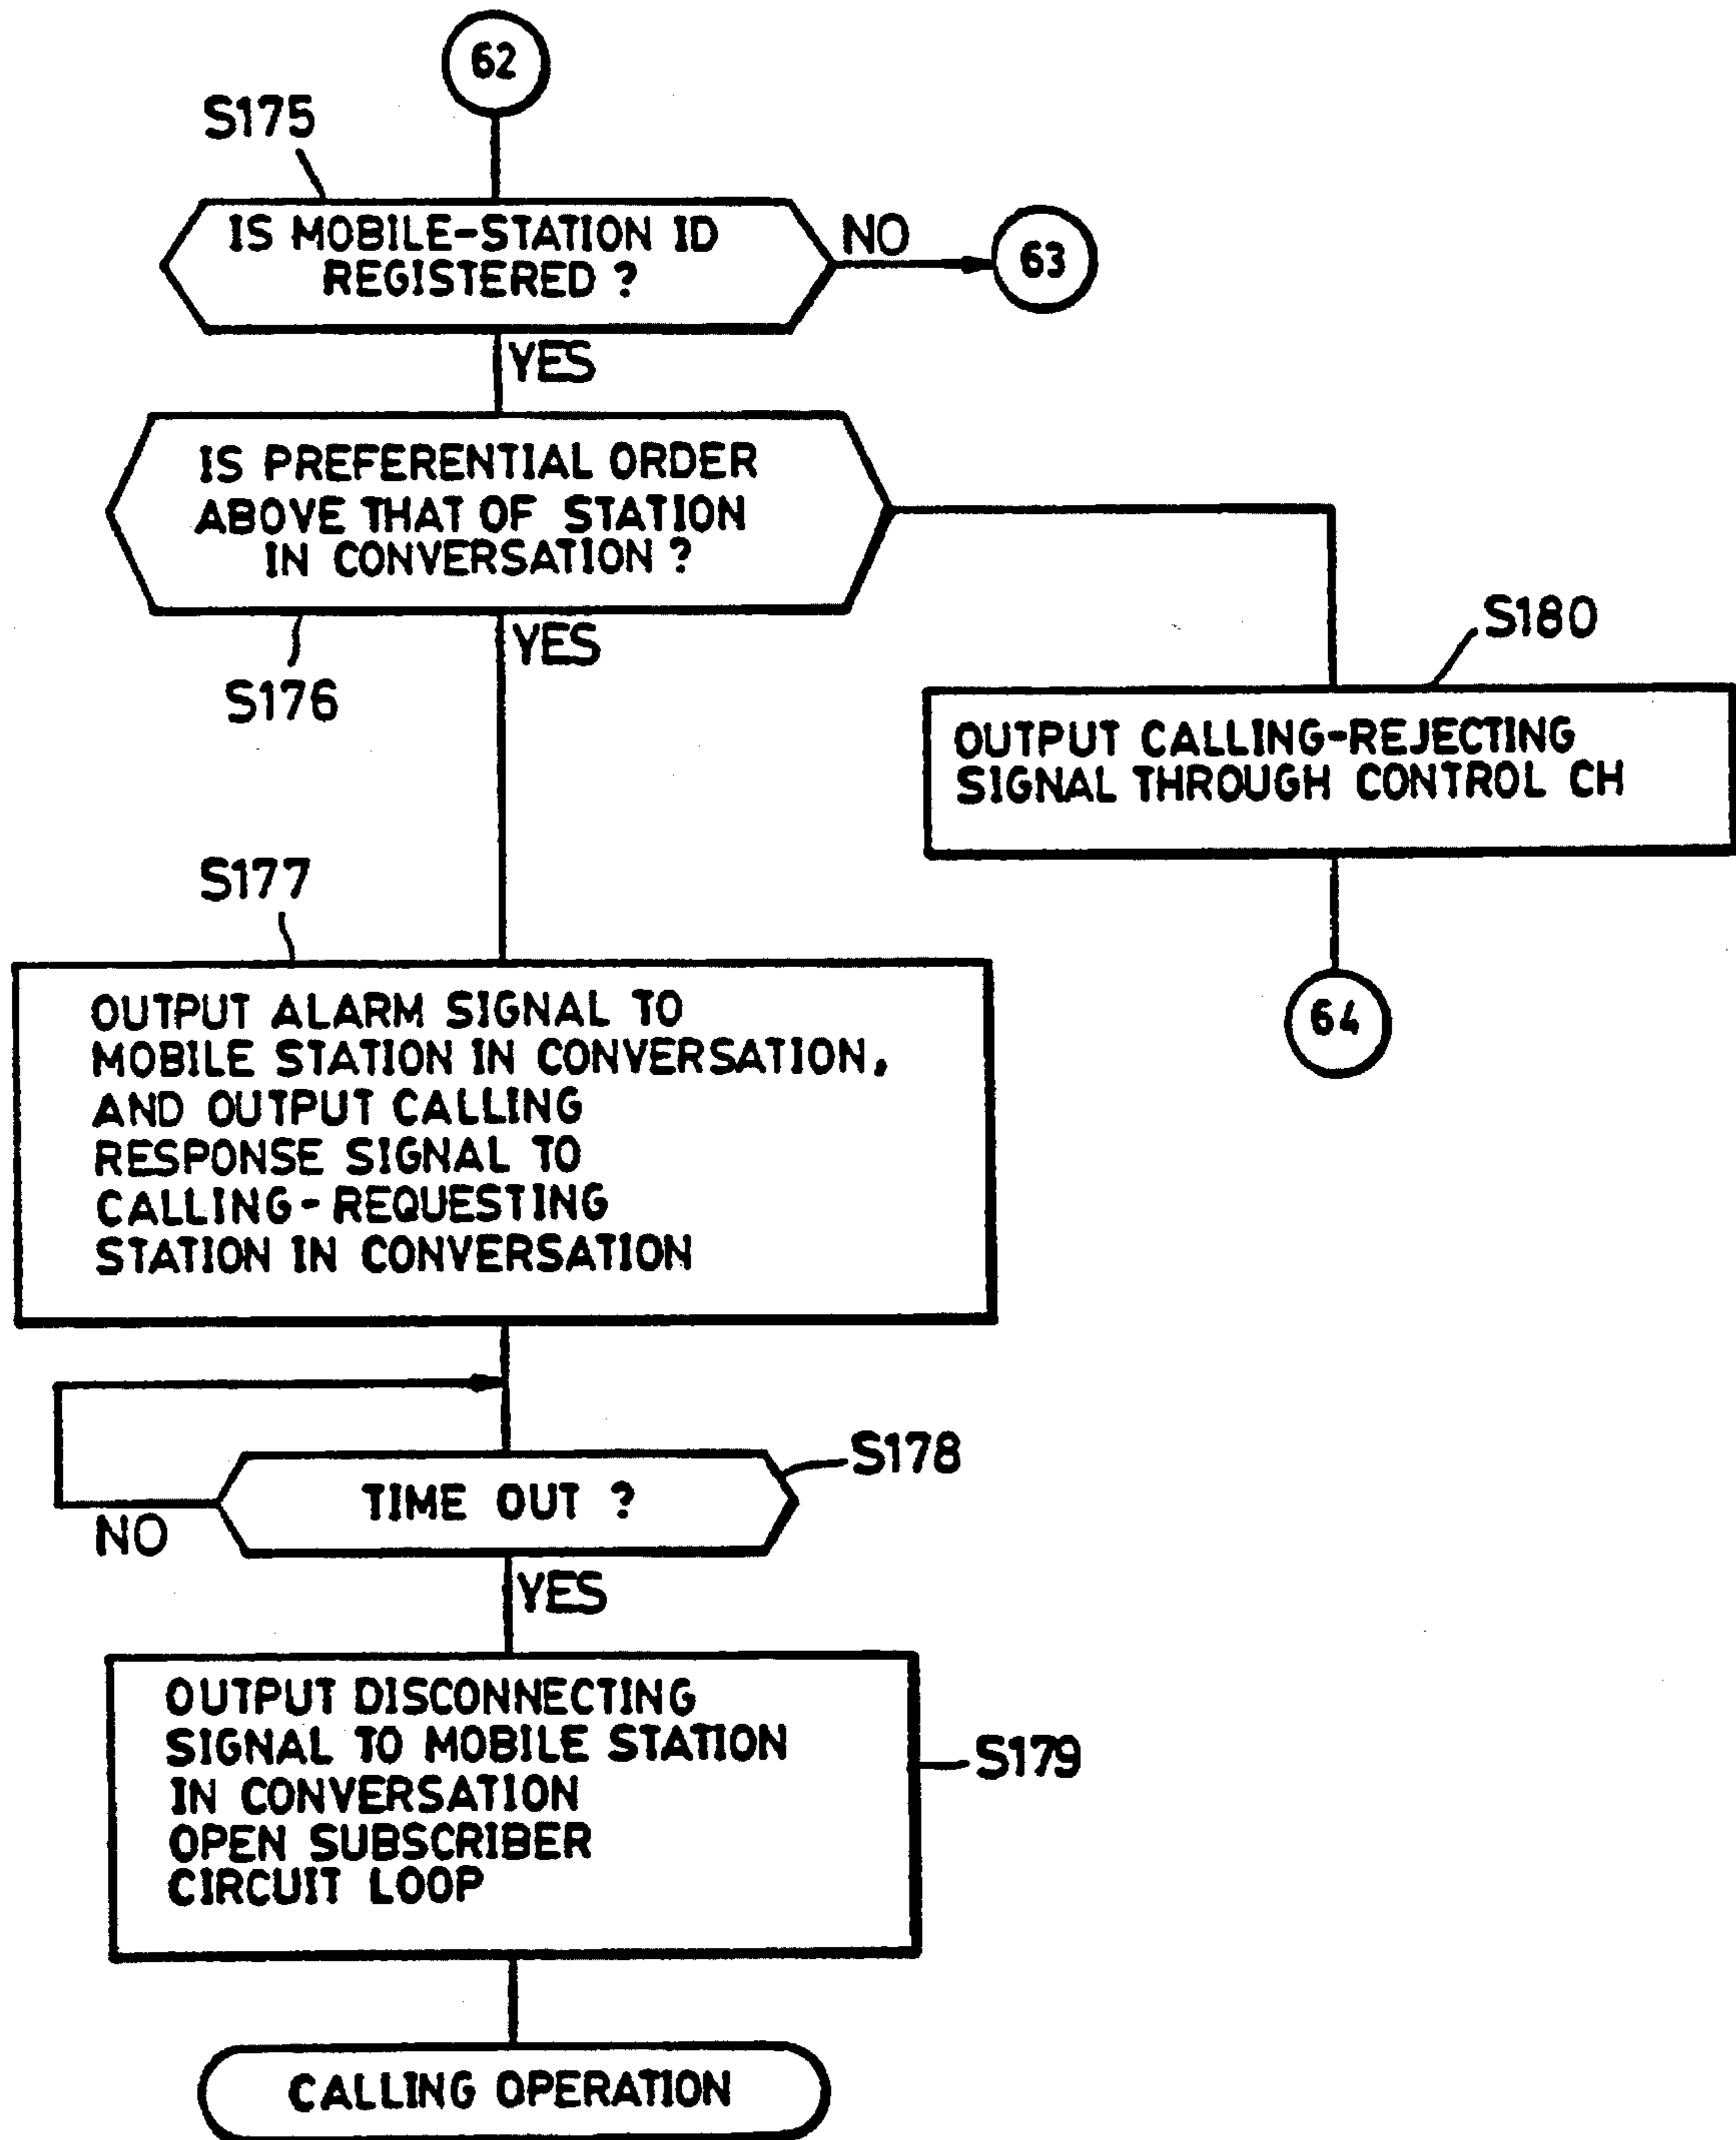 62
S175
IS MOBILE-STATION ID
REGISTERED ?
NO
63
YES
IS PREFERENTIAL ORDER
ABOVE THAT OF STATION
IN CONVERSATION ?
YES
S176
S180
OUTPUT CALLING-REJECTING
SIGNAL THROUGH CONTROL CH
64
S177
OUTPUT ALARM SIGNAL TO
MOBILE STATION IN CONVERSATION,
AND OUTPUT CALLING
RESPONSE SIGNAL TO
CALLING-REQUESTING
STATION IN CONVERSATION
TIME OUT ?
S178
NO
YES
OUTPUT DISCONNECTING
SIGNAL TO MOBILE STATION
IN CONVERSATION
OPEN SUBSCRIBER
CIRCUIT LOOP
S179
CALLING OPERATION